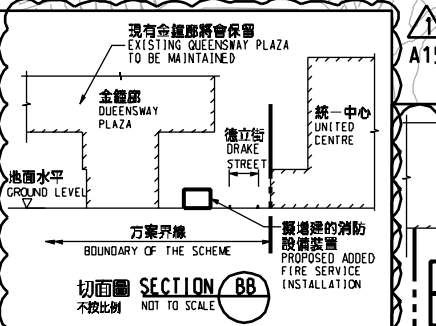 現有金鐘廊將會保留
EXISTING QUEENSWAY PLAZA
TO BE MAINTAINED
金鐘廊
QUEENSWAY
PLAZA
德立街
DRAKE
STREET
統一中心
UNITED
CENTRE
地面水平
GROUND LEVEL
方案界線
BOUNDARY OF THE SCHEME
擬增建的消防
設備裝置
PROPOSED ADDED
FIRE SERVICE
INSTALLATION
切面圖 SECTION BB
不按比例 NOT TO SCALE
1